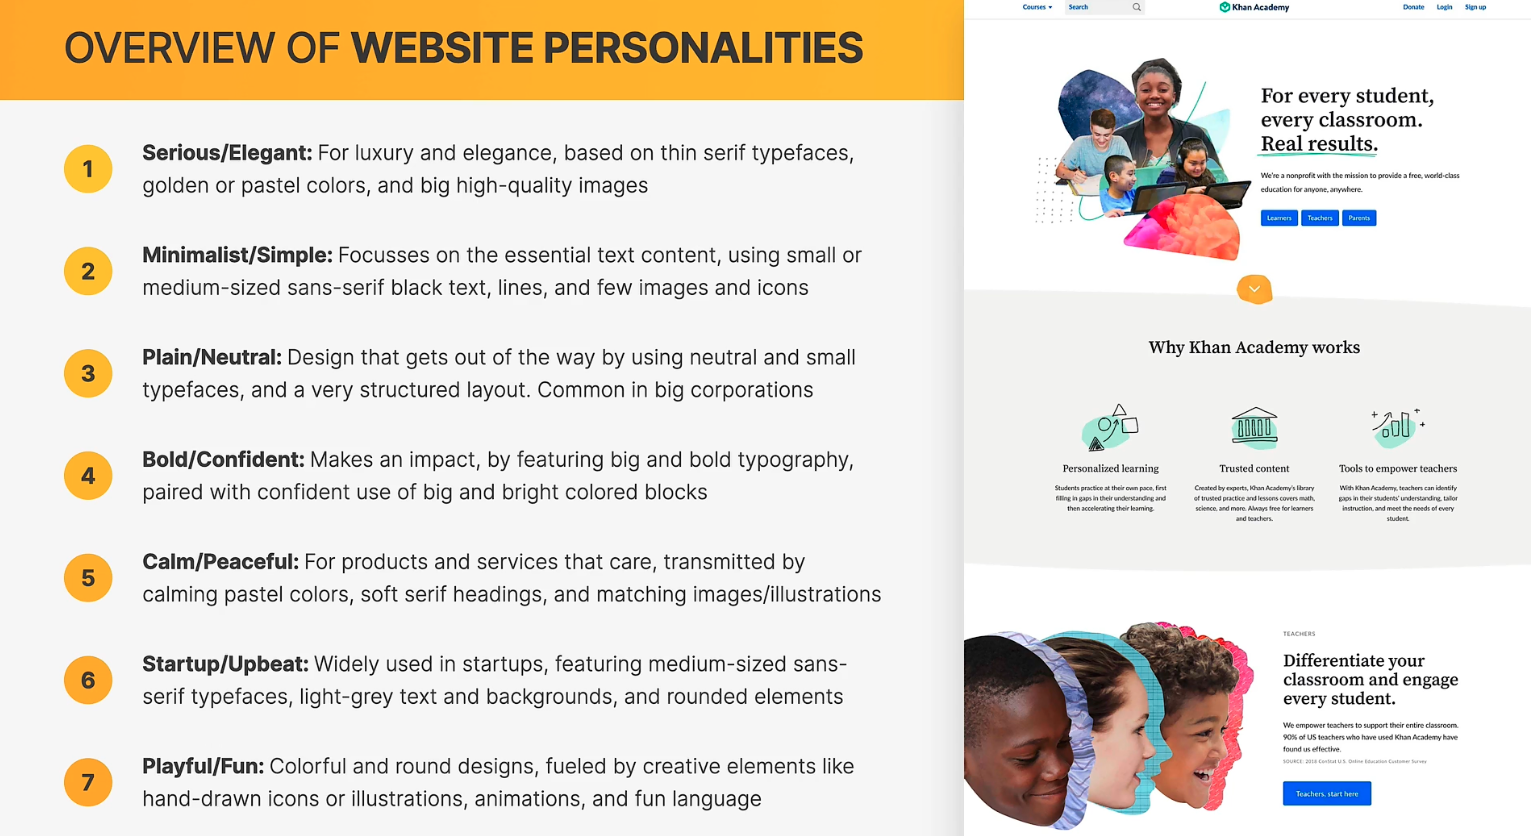 OVERVIEW OF WEBSITE PERSONALITIES
1
Serious/Elegant: For luxury and elegance, based on thin serif typefaces,
golden or pastel colors, and big high-quality images
2
Minimalist/Simple: Focusses on the essential text content, using small or
medium-sized sans-serif black text, lines, and few images and icons
3
Plain/Neutral: Design that gets out of the way by using neutral and small
typefaces, and a very structured layout. Common in big corporations
4
Bold/Confident: Makes an impact, by featuring big and bold typography,
paired with confident use of big and bright colored blocks
5
Calm/Peaceful: For products and services that care, transmitted by
calming pastel colors, soft serif headings, and matching images/illustrations
6
Startup/Upbeat: Widely used in startups, featuring medium-sized sans-
serif typefaces, light-grey text and backgrounds, and rounded elements
7
Playful/Fun: Colorful and round designs, fueled by creative elements like
hand-drawn icons or illustrations, animations, and fun language
Courses Search Khan Academy Donate Login Sign up
For every student,
every classroom.
Real results.
We're a nonprofit with the mission to provide a free, world-class
education for anyone, anywhere.
Learners Teachers Parents
Why Khan Academy works
Personalized learning
Students practice at their own pace, first
filling in gaps in their understanding and
then accelerating their learning.
Trusted content
Created by experts, Khan Academy's library
of trusted practice and lessons covers math,
science, and more. Always free for learners
and teachers.
Tools to empower teachers
With Khan Academy, teachers can identify
gaps in their students' understanding, tailor
instruction, and meet the needs of every
student.
TEACHERS
Differentiate your
classroom and engage
every student.
We empower teachers to support their entire classroom.
90% of US teachers who have used Khan Academy have
found us effective.
SOURCE: 2018 ConStat U.S. Online Education Customer Survey
Teachers, start here